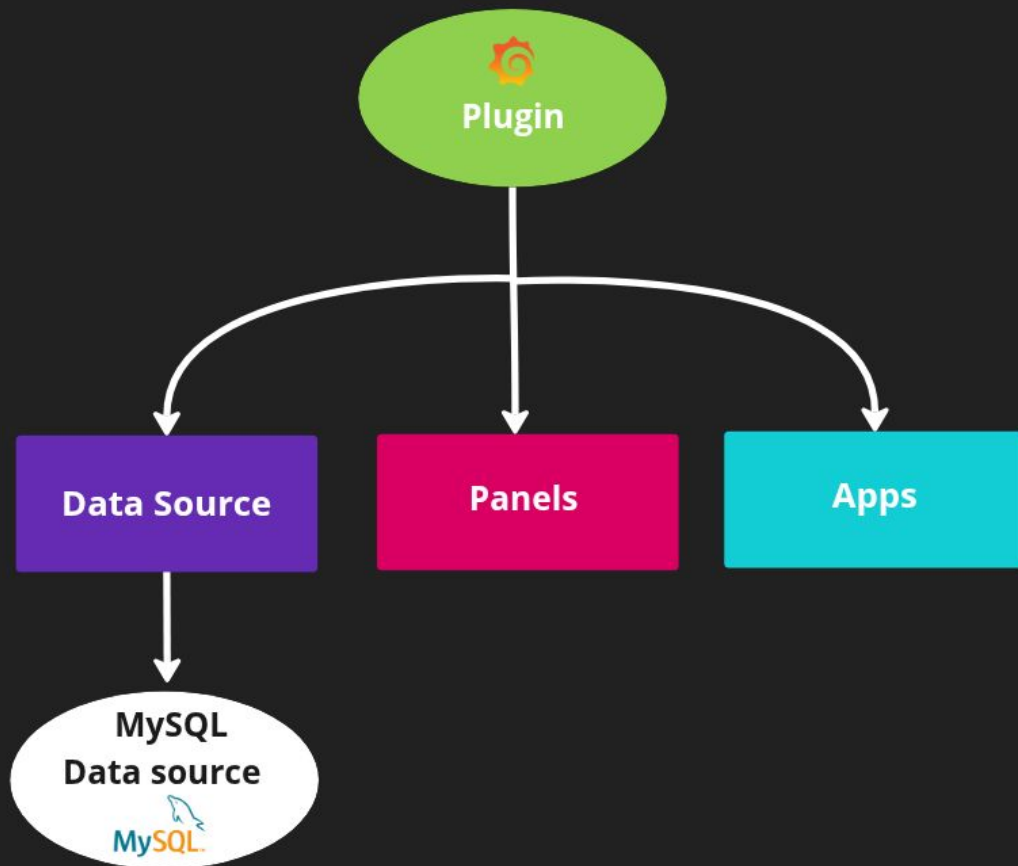 Plugin
Data Source
Panels
Apps
MySQL
Data source
MySQL